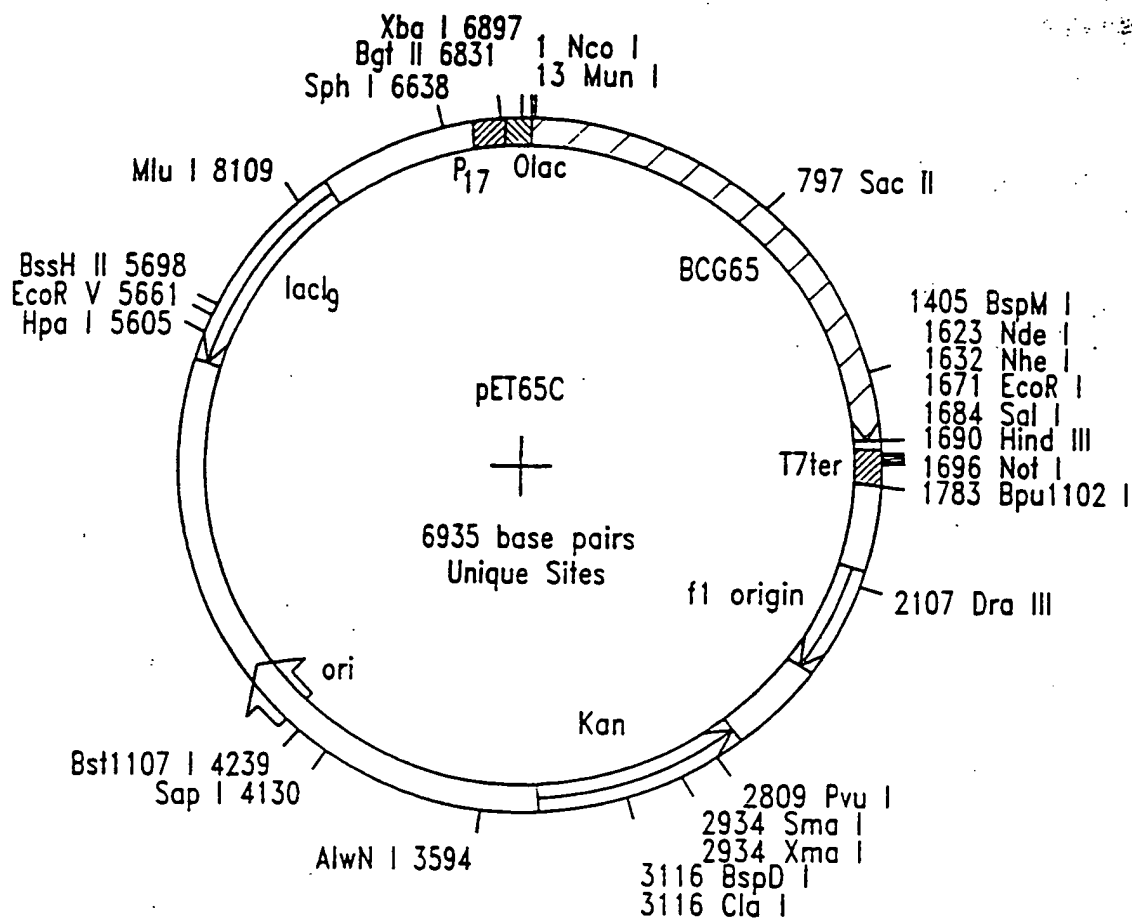 Xba I 6897
Bgt II 6831
Sph I 6638
1 Nco I
13 Mun I
Mlu I 8109
P17
Olac
797 Sac II
BssH II 5698
EcoR V 5661
Hpa I 5605
lacIg
BCG65
1405 BspM I
1623 Nde I
1632 Nhe I
1671 EcoR I
1684 Sal I
1690 Hind III
1696 Not I
1783 Bpu1102 I
pET65C
T7ter
6935 base pairs
Unique Sites
f1 origin
2107 Dra III
ori
Kan
Bst1107 I 4239
Sap I 4130
AlwN I 3594
2809 Pvu I
2934 Sma I
2934 Xma I
3116 BspD I
3116 Cla I